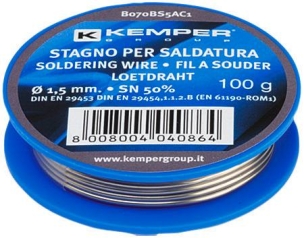 B070BS5AC1
KEMPER
GROUP
STAGNO PER SALDATURA
SOLDERING WIRE • FIL A SOUDER
LOETDRAHT 100 g
Ø 1,5 mm. • SN 50%
DIN EN 29453 DIN EN 29454,1.1.2.B (EN 61190-ROM1)
8 008004 040864
www.kempergroup.it